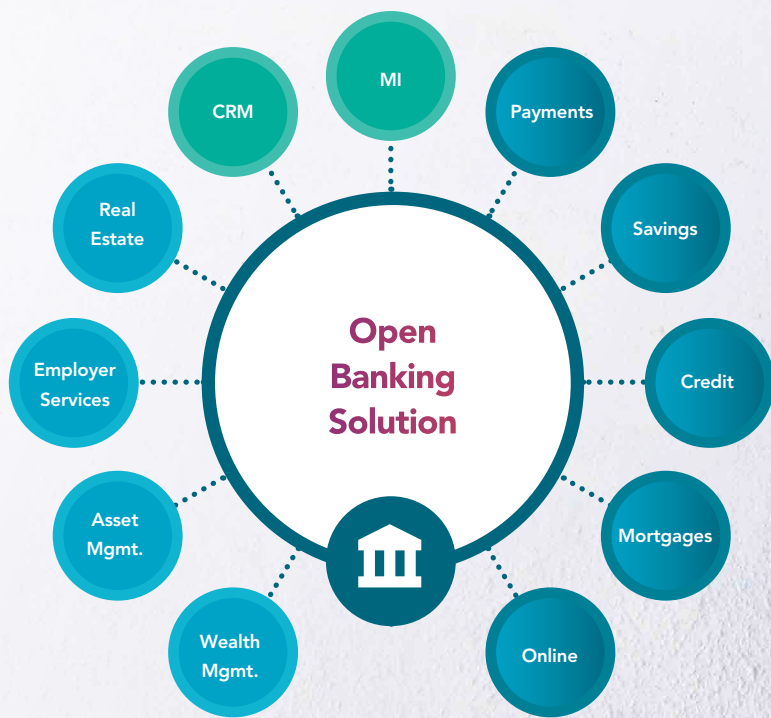 MI
CRM
Payments
Real
Estate
Savings
Open
Banking
Solution
Employer
Services
Credit
Asset
Mgmt.
Mortgages
Wealth
Mgmt.
Online